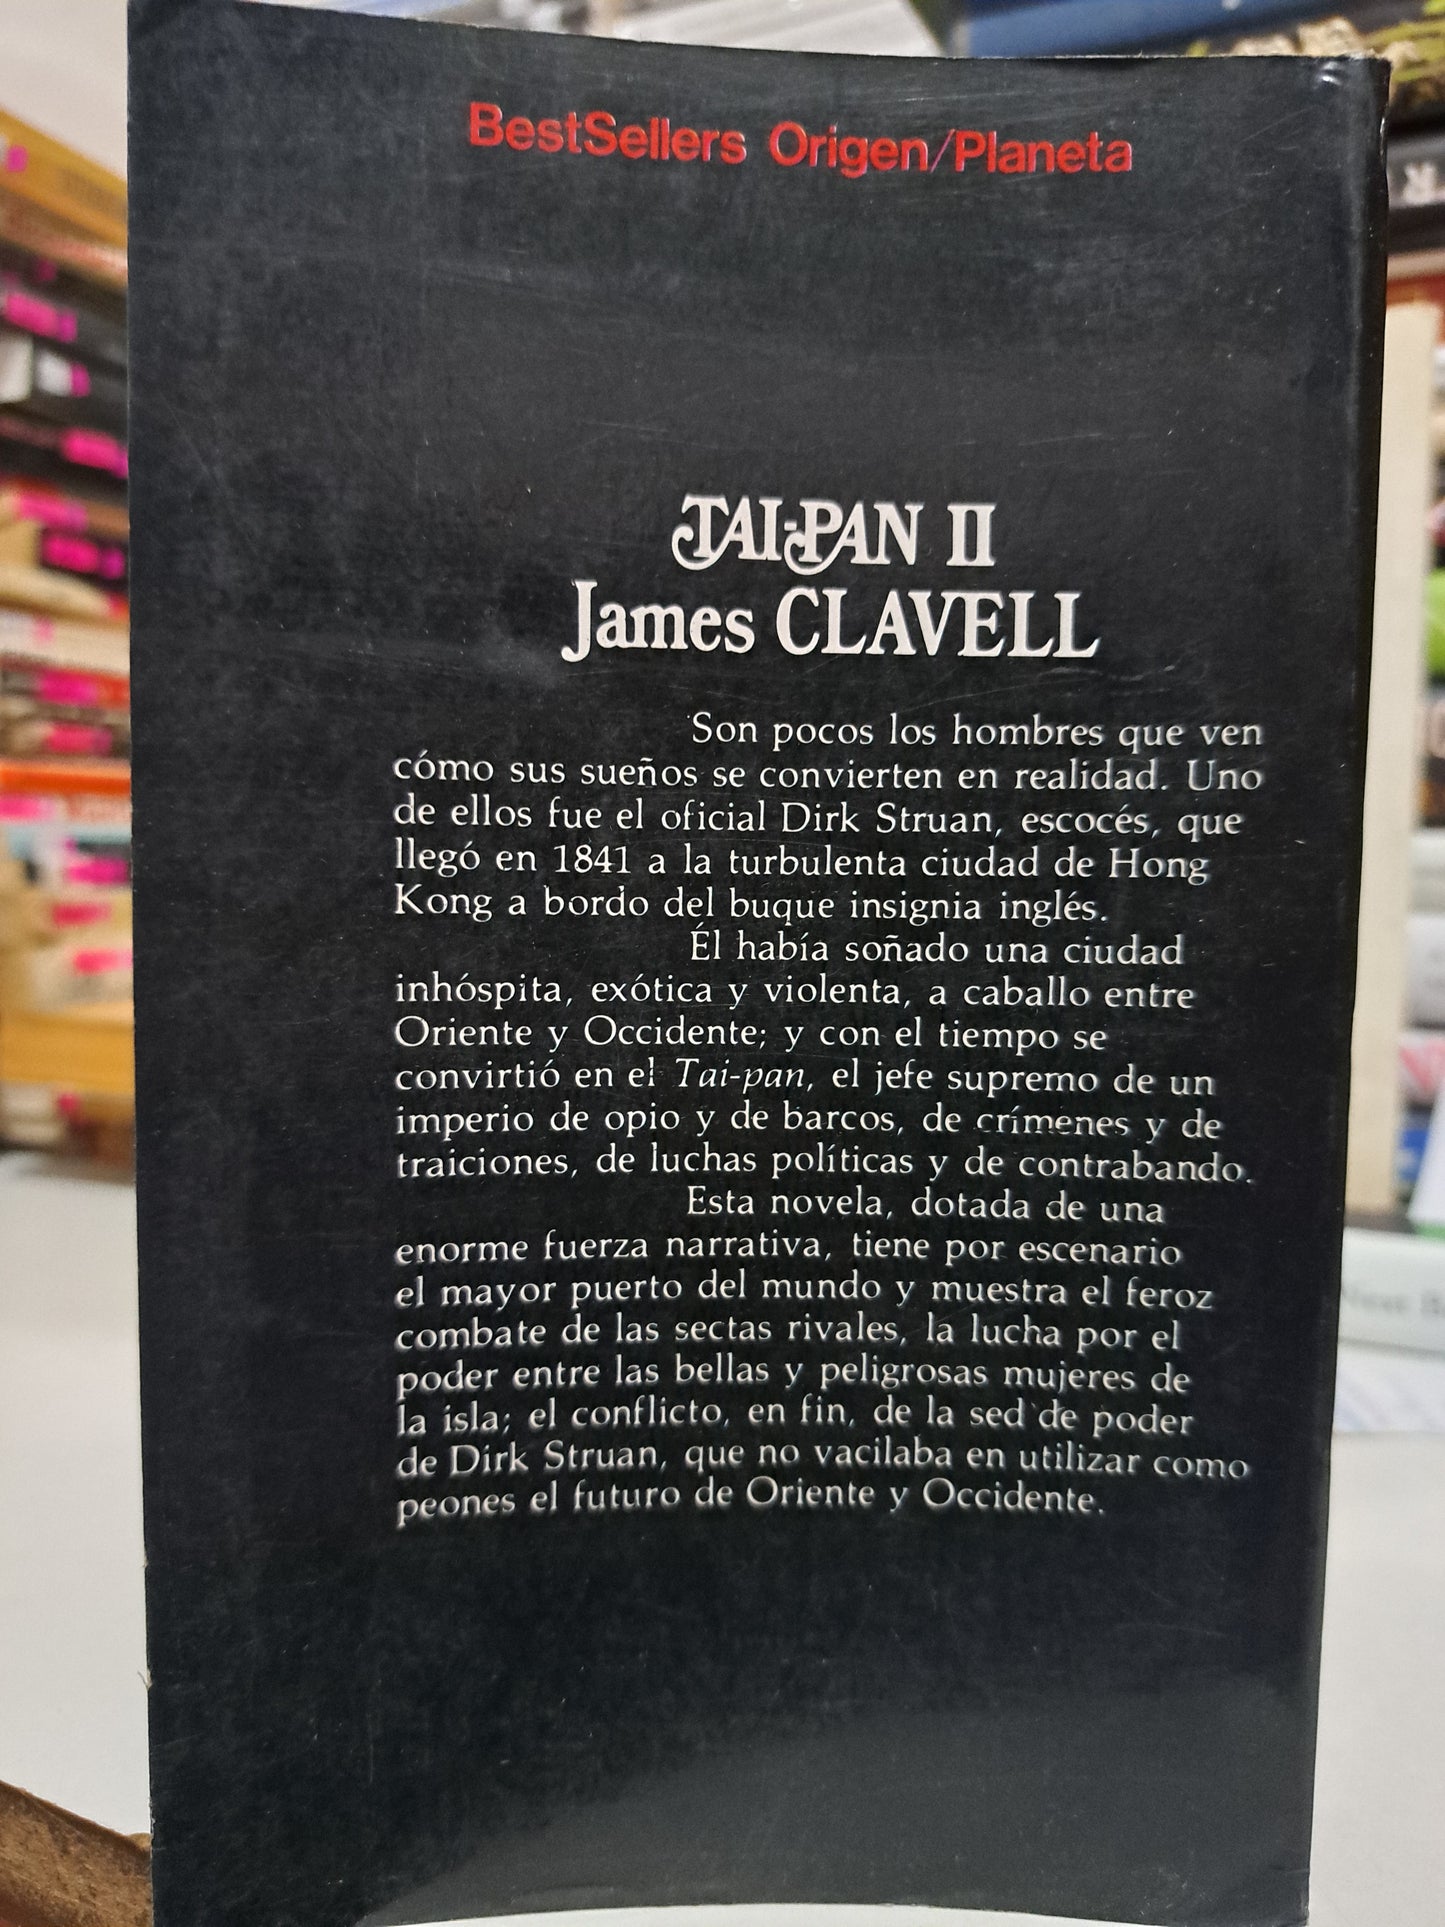 BestSellers Origen/Planeta
TAI-PAN II
James CLAVELL
Son pocos los hombres que ven
cómo sus sueños se convierten en realidad. Uno
de ellos fue el oficial Dirk Struan, escocés, que
llegó en 1841 a la turbulenta ciudad de Hong
Kong a bordo del buque insignia inglés.
Él había soñado una ciudad
inhóspita, exótica y violenta, a caballo entre
Oriente y Occidente; y con el tiempo se
convirtió en el Tai-pan, el jefe supremo de un
imperio de opio y de barcos, de crímenes y de
traiciones, de luchas políticas y de contrabando.
Esta novela, dotada de una
enorme fuerza narrativa, tiene por escenario
el mayor puerto del mundo y muestra el feroz
combate de las sectas rivales, la lucha por el
poder entre las bellas y peligrosas mujeres de
la isla; el conflicto, en fin, de la sed de poder
de Dirk Struan, que no vacilaba en utilizar como
peones el futuro de Oriente y Occidente.